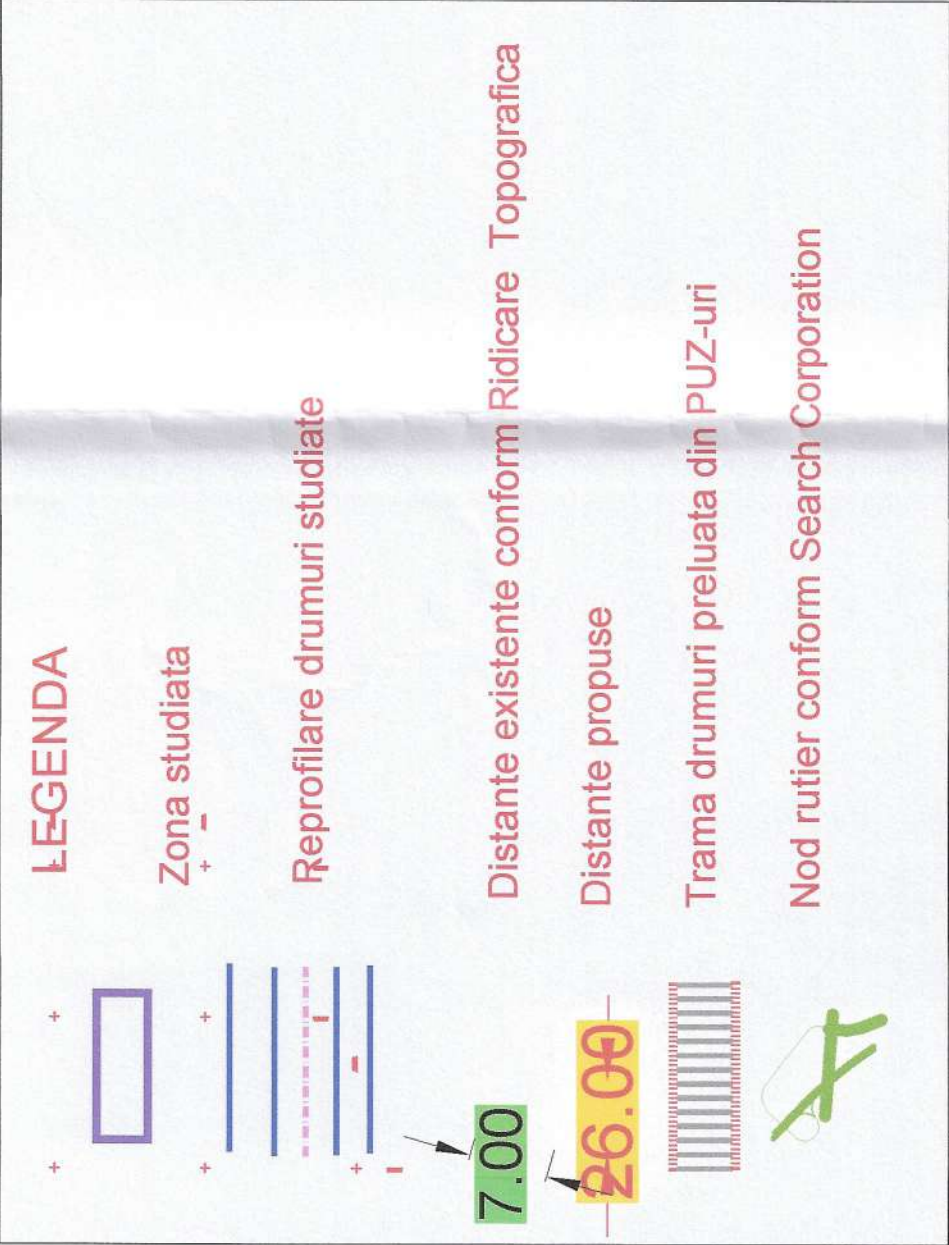 LEGENDA
Zona studiata
Reprofilare drumuri studiate
7.00 Distante existente conform Ridicare Topografica
26.00 Distante propuse
Trama drumuri preluata din PUZ-uri
Nod rutier conform Search Corporation